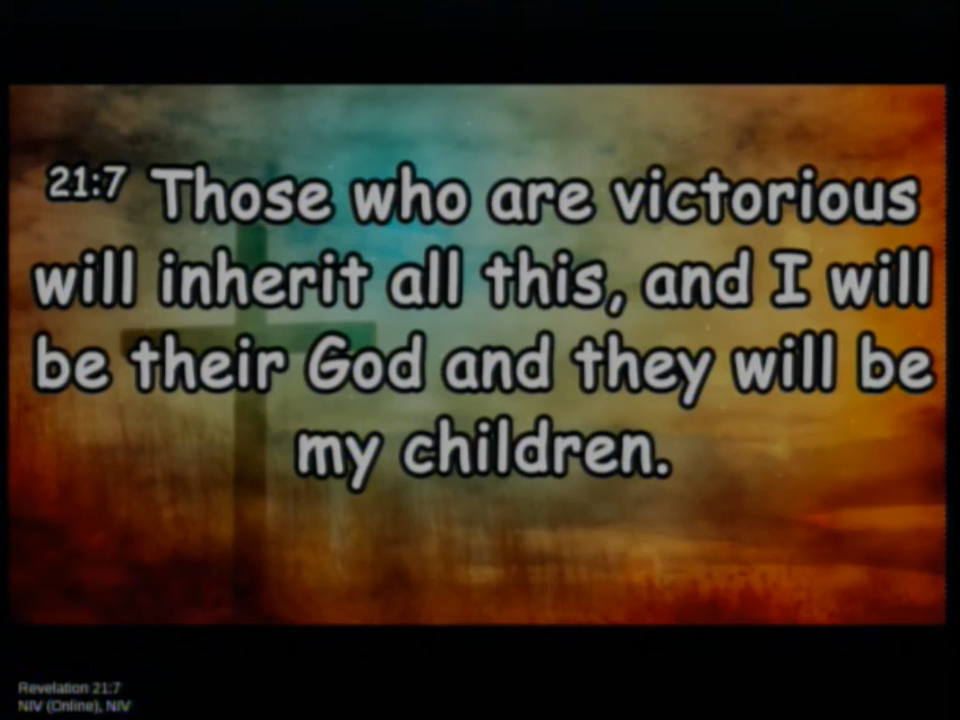 21:7 Those who are victorious
will inherit all this, and I will
be their God and they will be
my children.
Revelation 21:7
NIV (Online), NIV